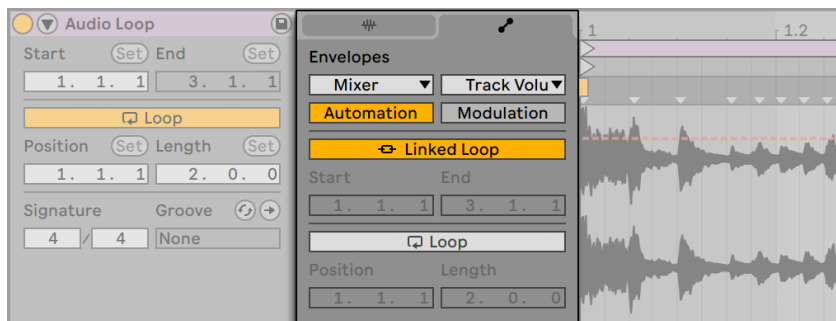 Audio Loop
Start Set End Set
1. 1. 1 3. 1. 1
Loop
Position Set Length Set
1. 1. 1 2. 0. 0
Signature Groove
4 / 4 None
Envelopes
Mixer Track Volu
Automation Modulation
Linked Loop
Start End
1. 1. 1 3. 1. 1
Loop
Position Length
1. 1. 1 2. 0. 0
1 1.2